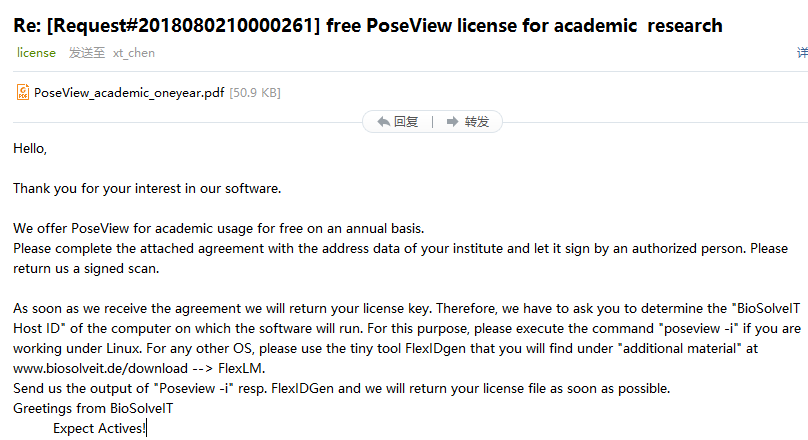 Re: [Request#2018080210000261] free PoseView license for academic  research
license 发送至 xt_chen
PoseView_academic_oneyear.pdf [50.9 KB]
回复 | 转发
Hello,
Thank you for your interest in our software.
We offer PoseView for academic usage for free on an annual basis.
Please complete the attached agreement with the address data of your institute and let it sign by an authorized person. Please
return us a signed scan.
As soon as we receive the agreement we will return your license key. Therefore, we have to ask you to determine the "BioSolveIT
Host ID" of the computer on which the software will run. For this purpose, please execute the command "poseview -i" if you are
working under Linux. For any other OS, please use the tiny tool FlexIDgen that you will find under "additional material" at
www.biosolveit.de/download --> FlexLM.
Send us the output of "Poseview -i" resp. FlexIDGen and we will return your license file as soon as possible.
Greetings from BioSolveIT
Expect Actives!